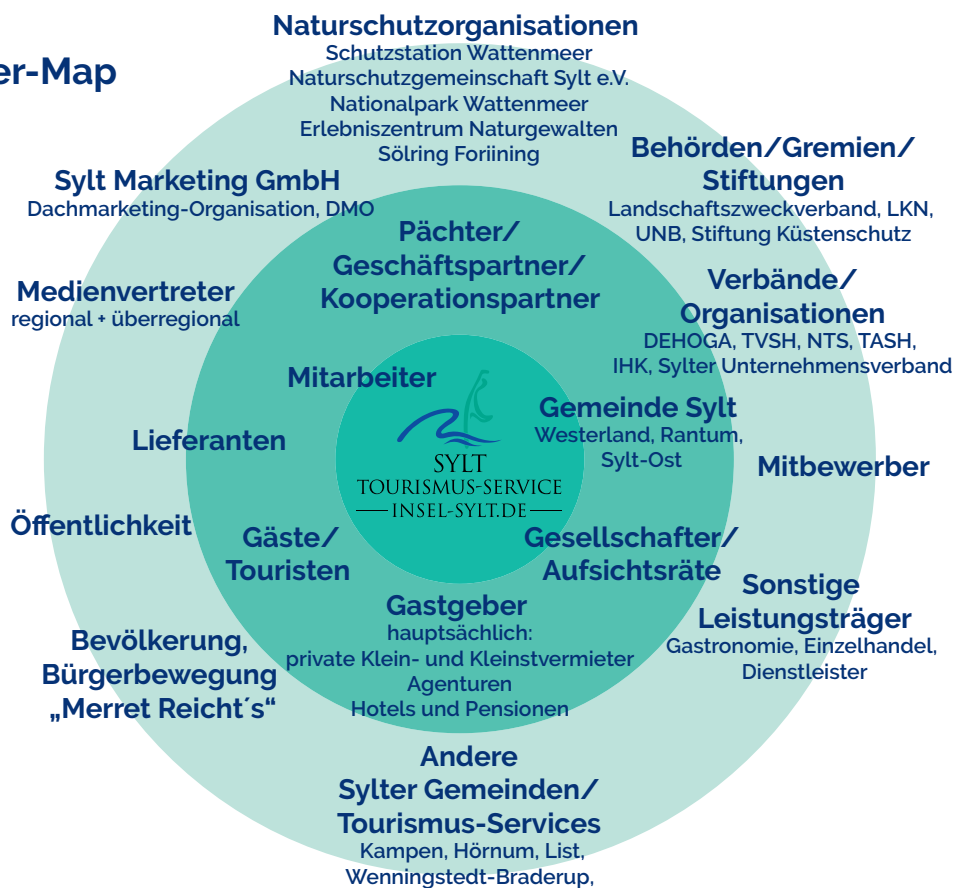 er-Map
Naturschutzorganisationen
Schutzstation Wattenmeer
Naturschutzgemeinschaft Sylt e.V.
Nationalpark Wattenmeer
Erlebniszentrum Naturgewalten
Sölring Foriining
Behörden/Gremien/
Stiftungen
Landschaftszweckverband, LKN,
UNB, Stiftung Küstenschutz
Sylt Marketing GmbH
Dachmarketing-Organisation, DMO
Pächter/
Geschäftspartner/
Kooperationspartner
Verbände/
Organisationen
DEHOGA, TVSH, NTS, TASH,
IHK, Sylter Unternehmensverband
Medienvertreter
regional + überregional
Mitarbeiter
Gemeinde Sylt
Westerland, Rantum,
Sylt-Ost
Lieferanten
SYLT
TOURISMUS-SERVICE
INSEL-SYLT.DE
Mitbewerber
Öffentlichkeit
Gäste/
Touristen
Gesellschafter/
Aufsichtsräte
Sonstige
Leistungsträger
Gastronomie, Einzelhandel,
Dienstleister
Gastgeber
hauptsächlich:
private Klein- und Kleinstvermieter
Agenturen
Hotels und Pensionen
Bevölkerung,
Bürgerbewegung
„Merret Reicht´s“
Andere
Sylter Gemeinden/
Tourismus-Services
Kampen, Hörnum, List,
Wenningstedt-Braderup,